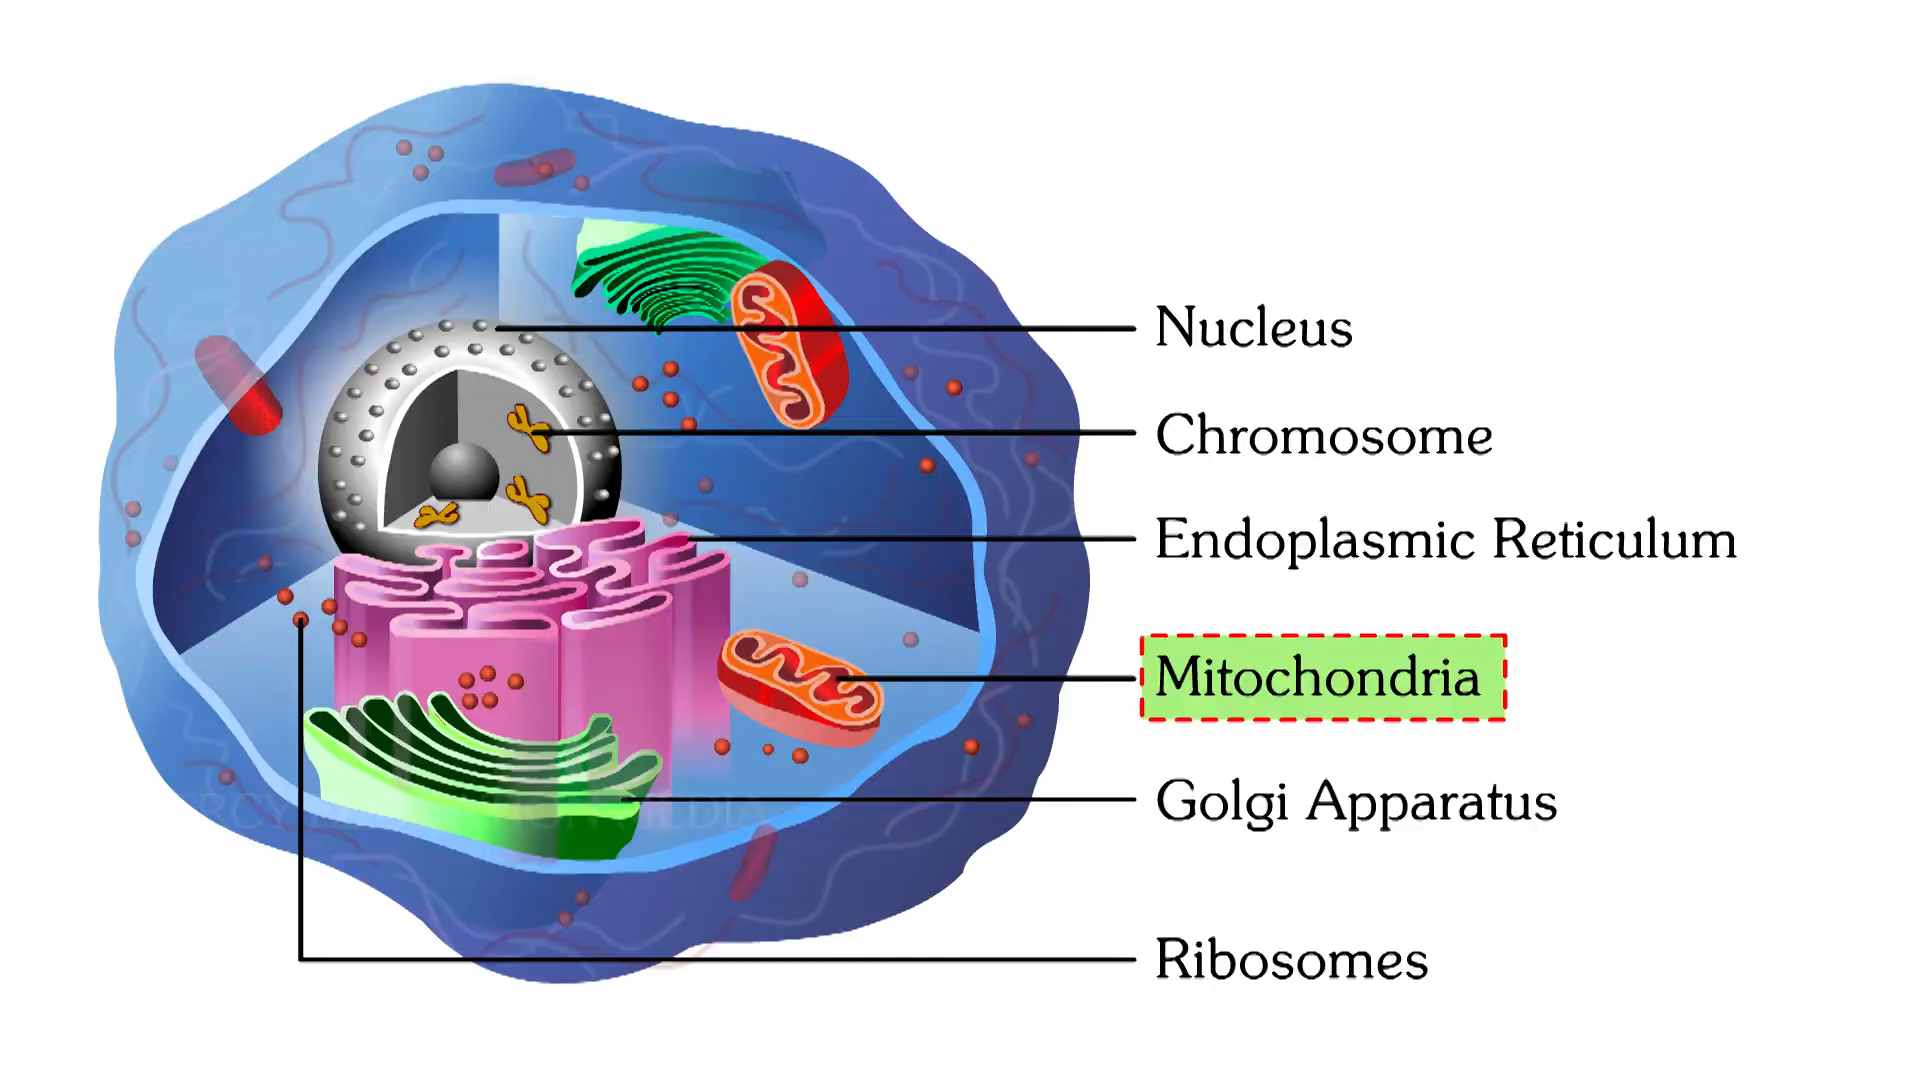 Nucleus
Chromosome
Endoplasmic Reticulum
Mitochondria
Golgi Apparatus
Ribosomes